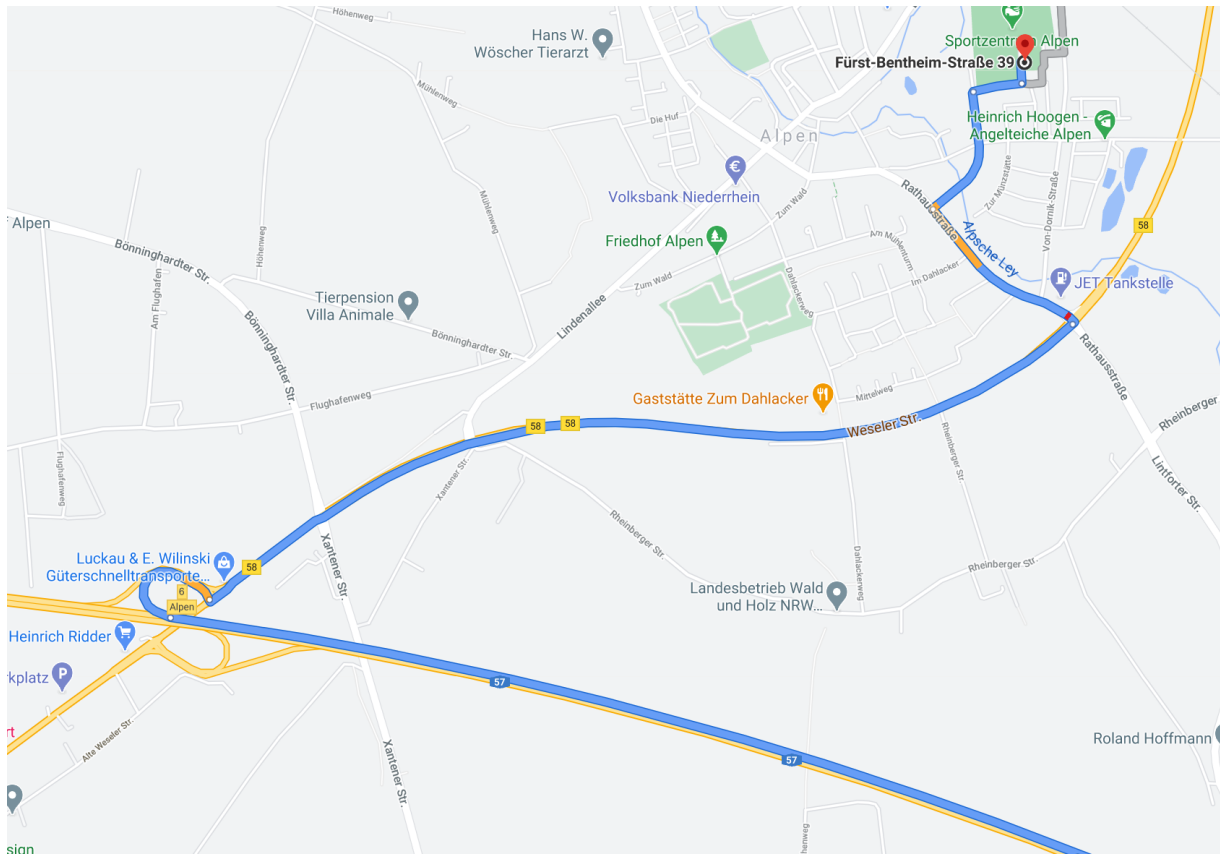 Höhenweg
Hans W.
Wöscher Tierarzt
Sportzentrum Alpen
Fürst-Bentheim-Straße 39
Mühlenweg
Die Huf
Alpen
Heinrich Hoogen -
Angelteiche Alpen
Volksbank Niederrhein
Zum Wald
Rathausstraße
Zur Münzstätte
Von-Dornik-Straße
Mühlenweg
Alpen
Bönninghardter Str.
Höhenweg
Friedhof Alpen
Am Mühlenturm
Alpsche Ley
58
Zum Wald
Im Dahlacker
JET Tankstelle
Am Flughafen
Tierpension
Villa Animale
Dahlackerweg
Lindenallee
Bönninghardter Str.
Bönninghardter Str.
Rathausstraße
Flughafenweg
Gaststätte Zum Dahlacker
Mittelweg
Rheinberger
58
58
Weseler Str.
Flughafenweg
Xantener Str.
Rheinberger Str.
Lintforter Str.
Rheinberger Str.
Xantener Str.
Luckau & E. Wilinski
Güterschnelltransporte...
58
Dahlackerweg
Rheinberger Str.
6
Alpen
Landesbetrieb Wald
und Holz NRW...
Heinrich Ridder
rkplatz
57
rt
Alte Weseler Str.
Xantener Str.
57
Roland Hoffmann
henweg
sign